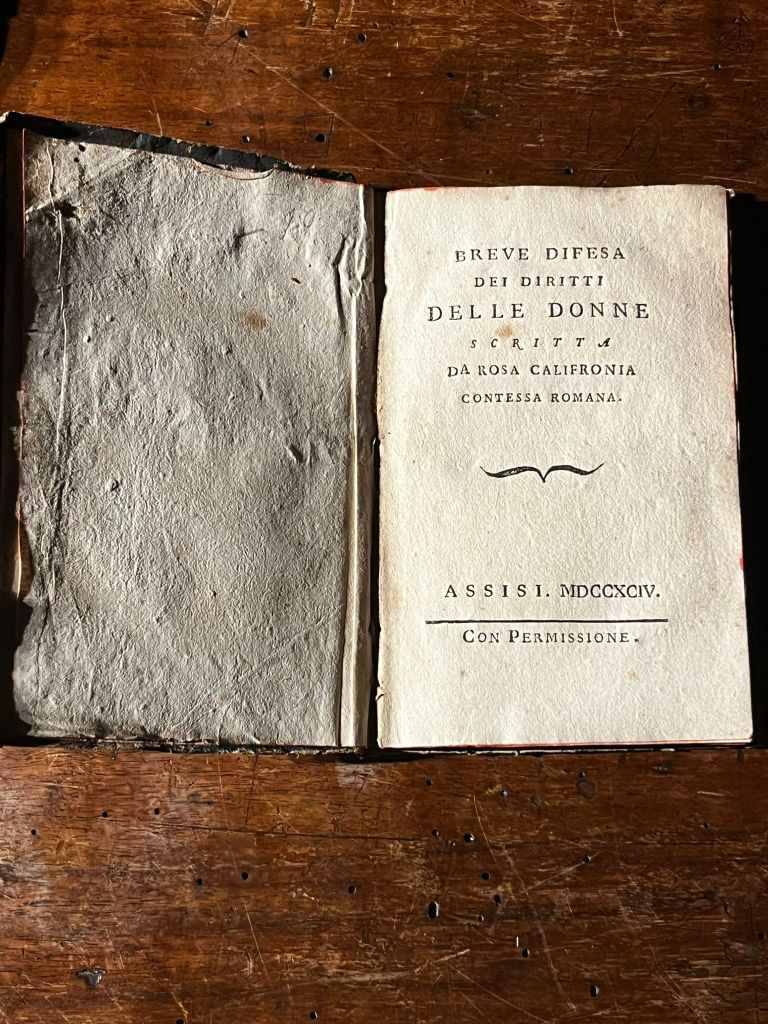 BREVE DIFESA
DEI DIRITTI
DELLE DONNE
SCRITTA
DA ROSA CALIFRONIA
CONTESSA ROMANA.
ASSISI. MDCCXCIV.
CON PERMISSIONE.